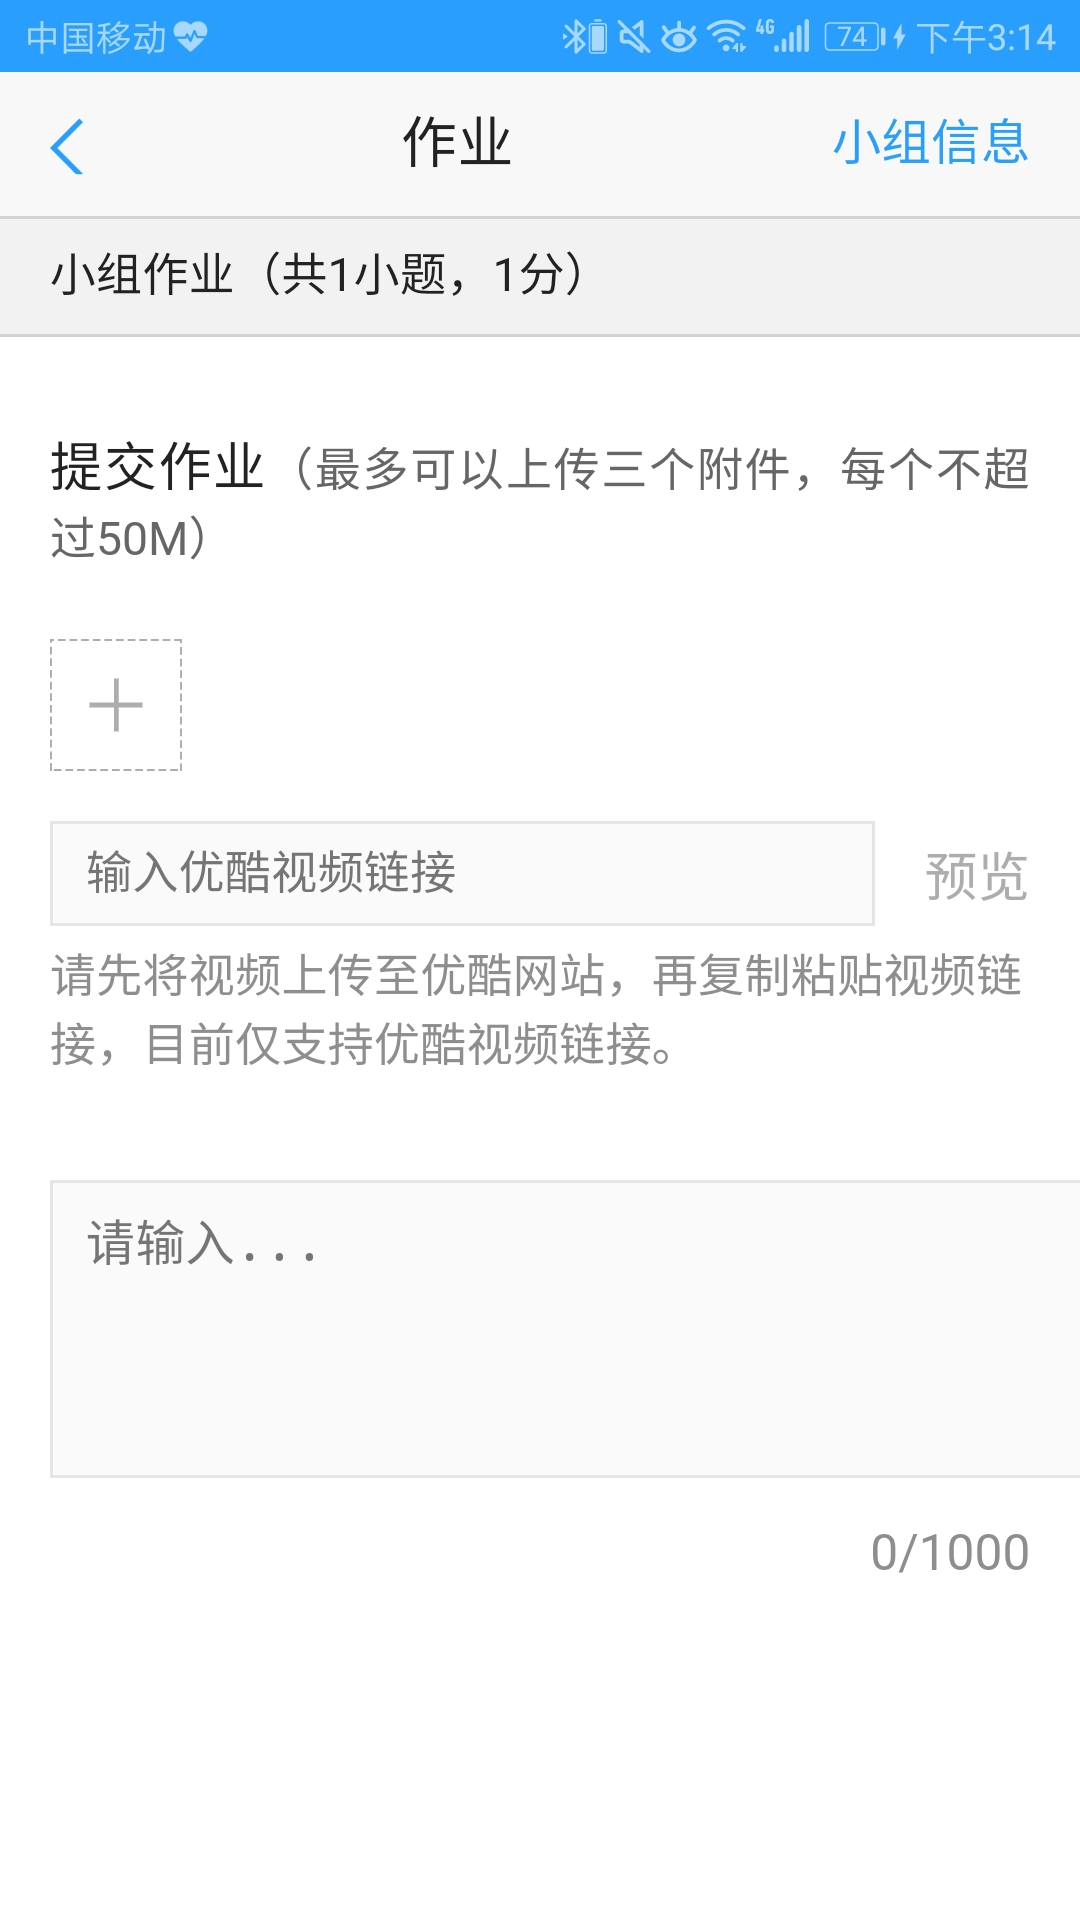 中国移动 4G 74 下午3:14
作业 小组信息
小组作业（共1小题，1分）
提交作业（最多可以上传三个附件，每个不超
过50M）
输入优酷视频链接 预览
请先将视频上传至优酷网站，再复制粘贴视频链
接，目前仅支持优酷视频链接。
请输入...
0/1000